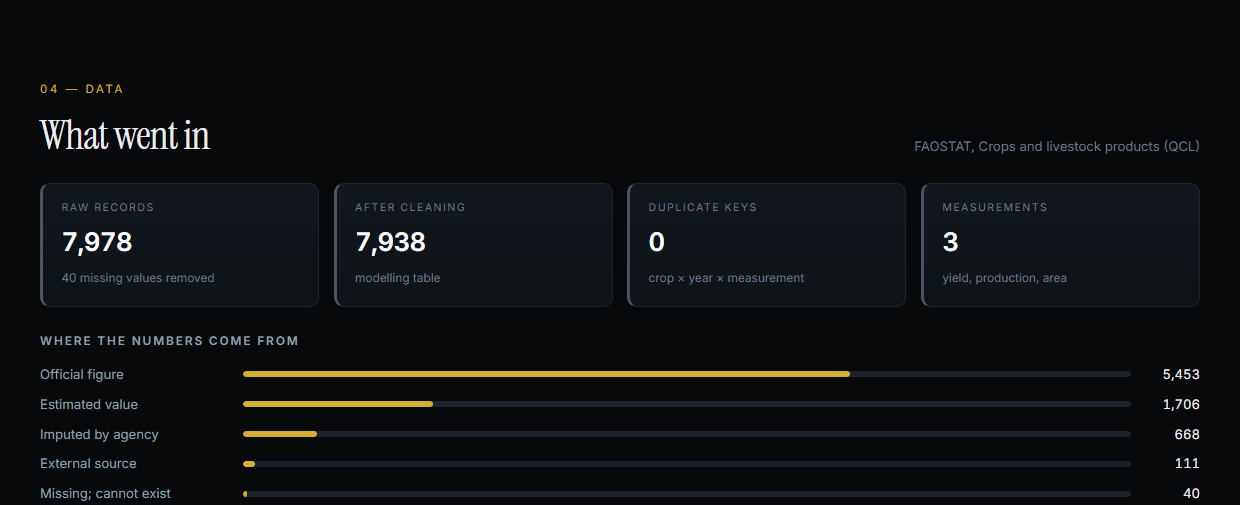 04 — DATA
What went in
FAOSTAT, Crops and livestock products (QCL)
RAW RECORDS
7,978
40 missing values removed
AFTER CLEANING
7,938
modelling table
DUPLICATE KEYS
0
crop × year × measurement
MEASUREMENTS
3
yield, production, area
WHERE THE NUMBERS COME FROM
Official figure 5,453
Estimated value 1,706
Imputed by agency 668
External source 111
Missing; cannot exist 40